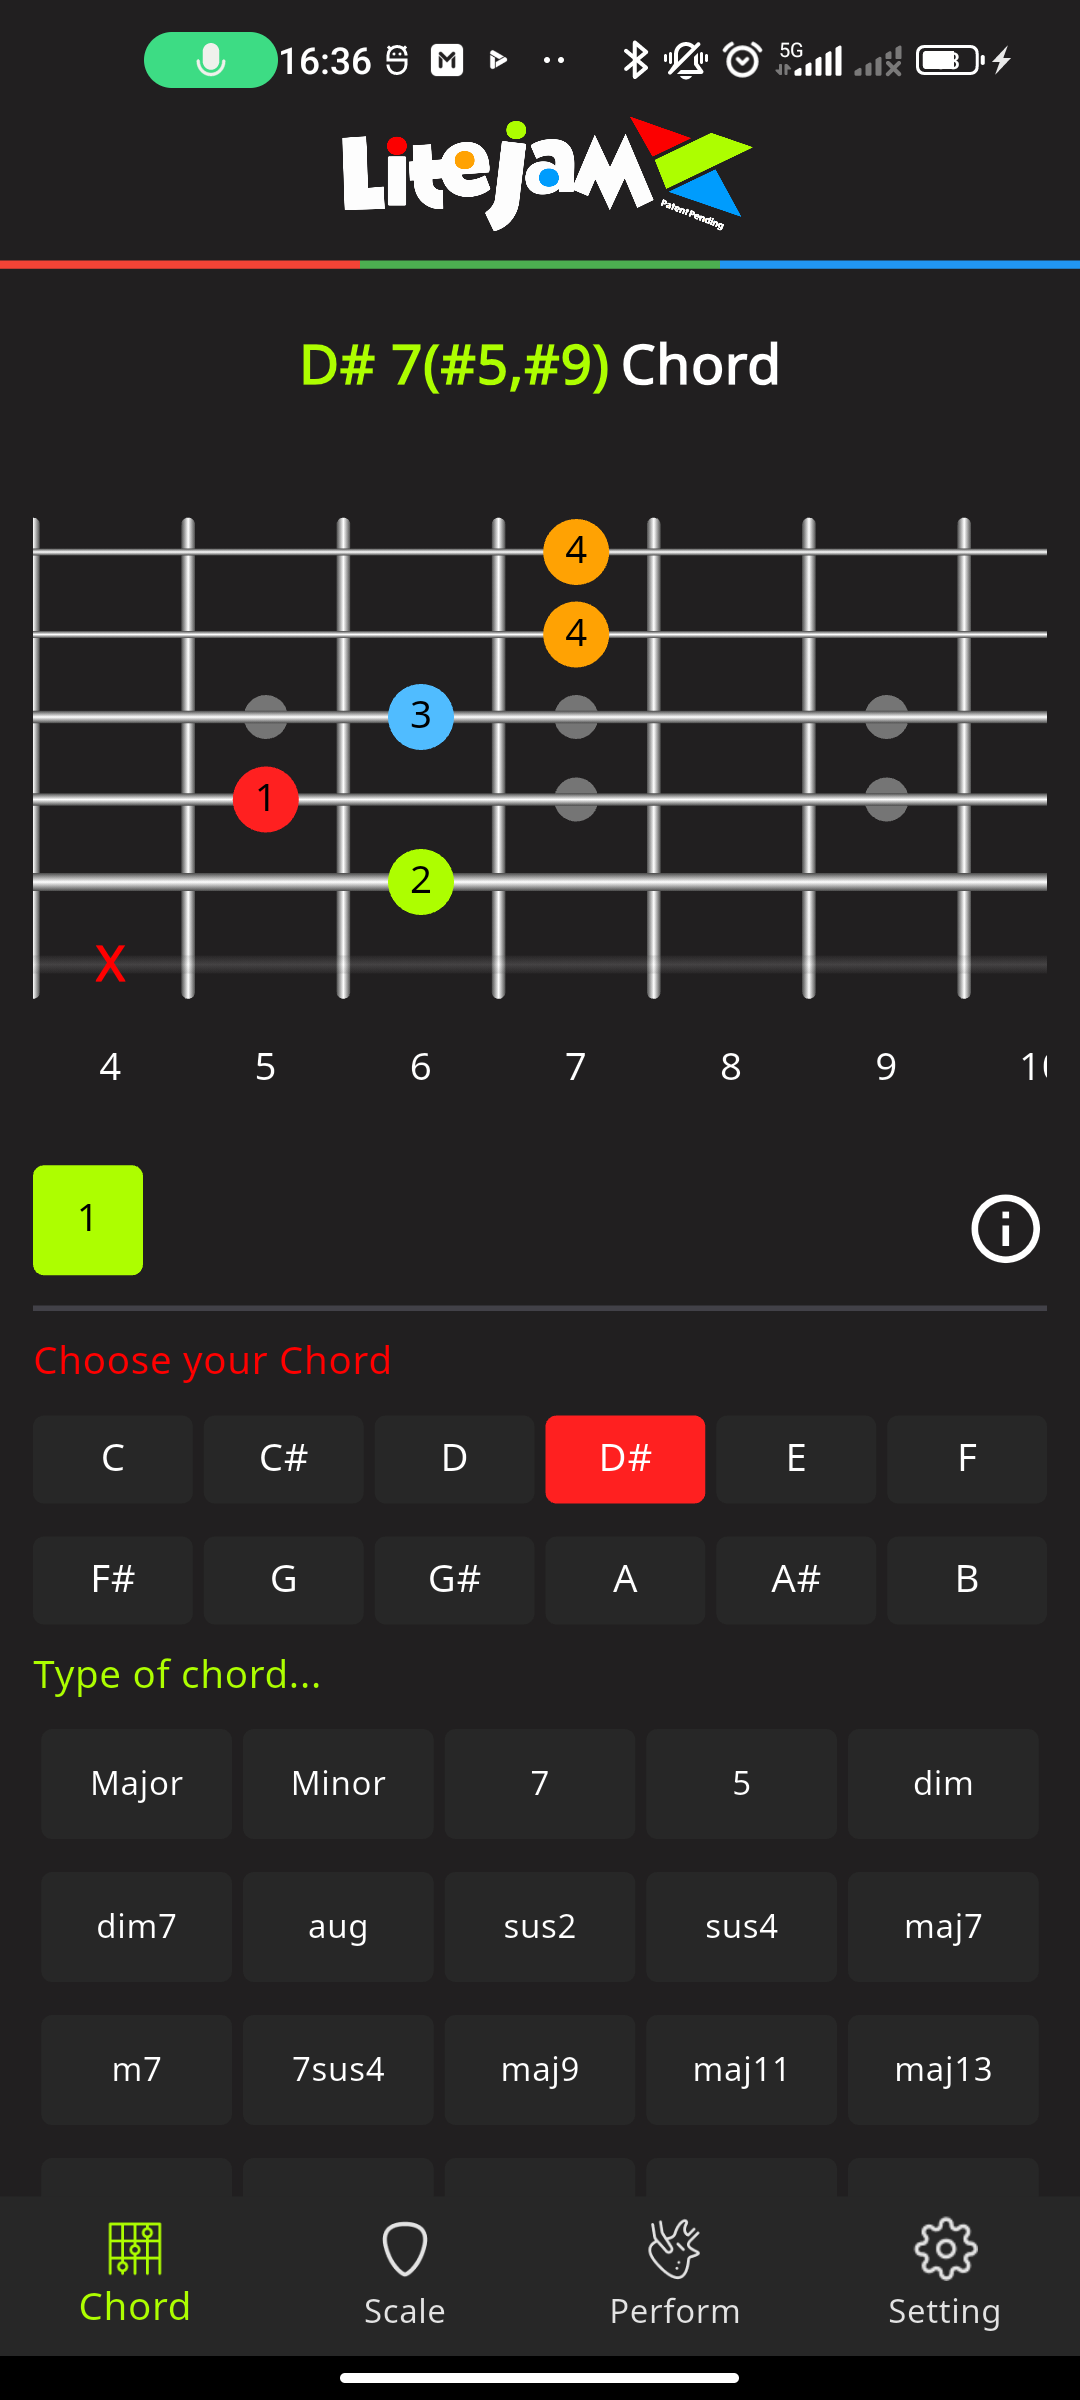 16:36 5G
Litejam
Patent Pending
D# 7(#5,#9) Chord
4
4
3
1
2
X
4 5 6 7 8 9
1
Choose your Chord
C C# D D# E F
F# G G# A A# B
Type of chord...
Major Minor 7 5 dim
dim7 aug sus2 sus4 maj7
m7 7sus4 maj9 maj11 maj13
Chord Scale Perform Setting